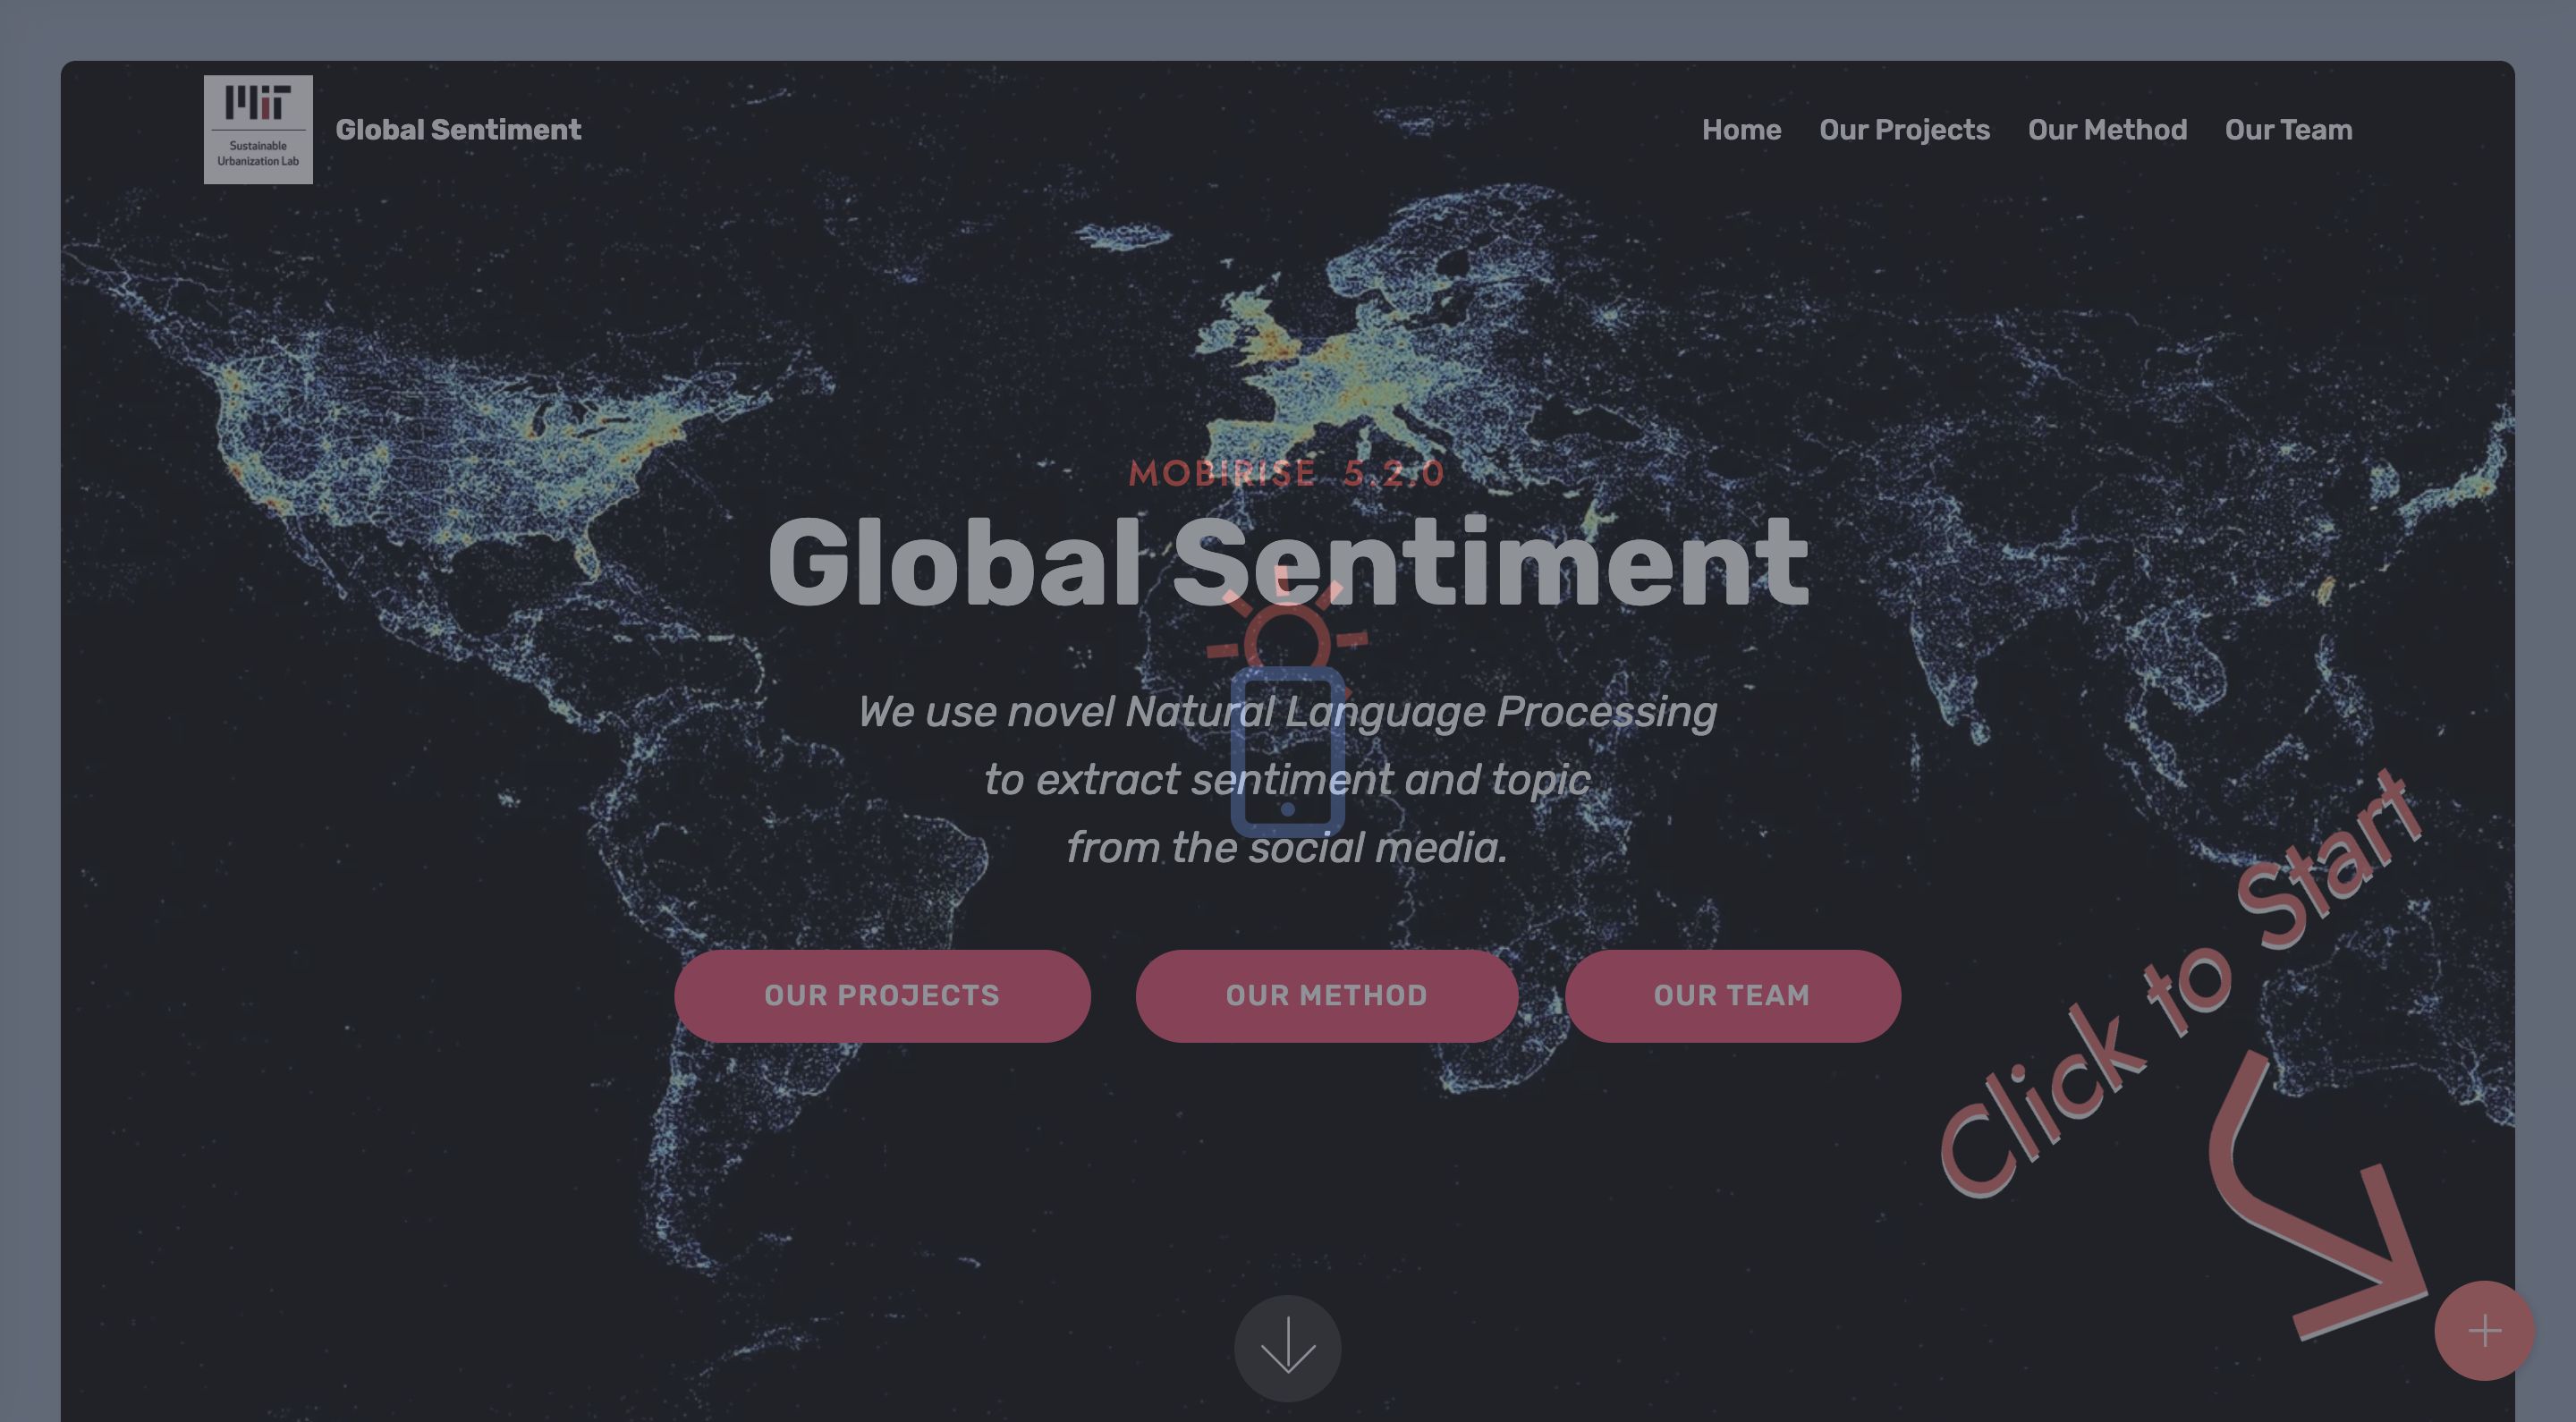 MIT
Sustainable
Urbanization Lab
Global Sentiment
Home Our Projects Our Method Our Team
MOBIRISE 5.2.0
Global Sentiment
We use novel Natural Language Processing
to extract sentiment and topic
from the social media.
OUR PROJECTS OUR METHOD OUR TEAM
Click to Start